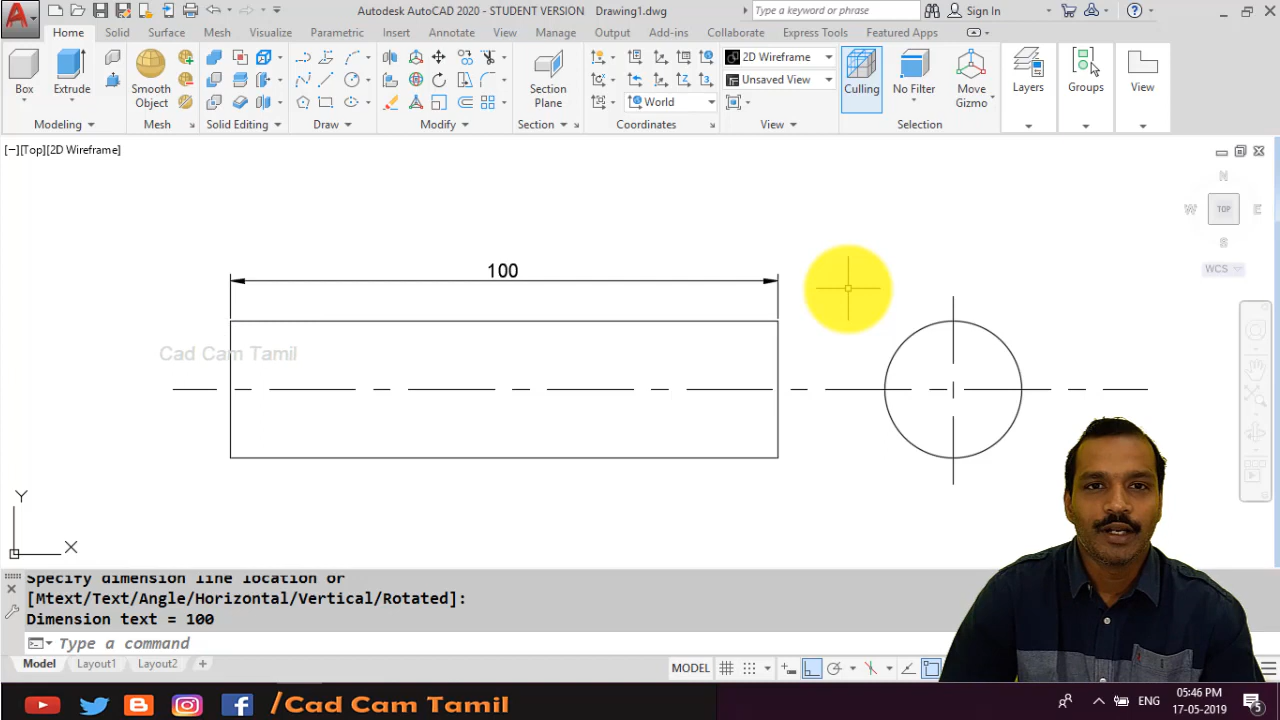 Autodesk AutoCAD 2020 - STUDENT VERSION Drawing1.dwg
Type a keyword or phrase
Sign In
Home Solid Surface Mesh Visualize Parametric Insert Annotate View Manage Output Add-ins Collaborate Express Tools Featured Apps
Box
Extrude
Smooth Object
Section Plane
World
2D Wireframe
Unsaved View
Culling
No Filter
Move Gizmo
Layers
Groups
View
Modeling Mesh Solid Editing Draw Modify Section Coordinates View Selection
[−][Top][2D Wireframe]
N
W TOP E
S
WCS
100
Cad Cam Tamil
Y
X
Specify dimension line location or
[Mtext/Text/Angle/Horizontal/Vertical/Rotated]:
Dimension text = 100
Type a command
Model Layout1 Layout2 +
MODEL
/Cad Cam Tamil
ENG
05:46 PM
17-05-2019
5